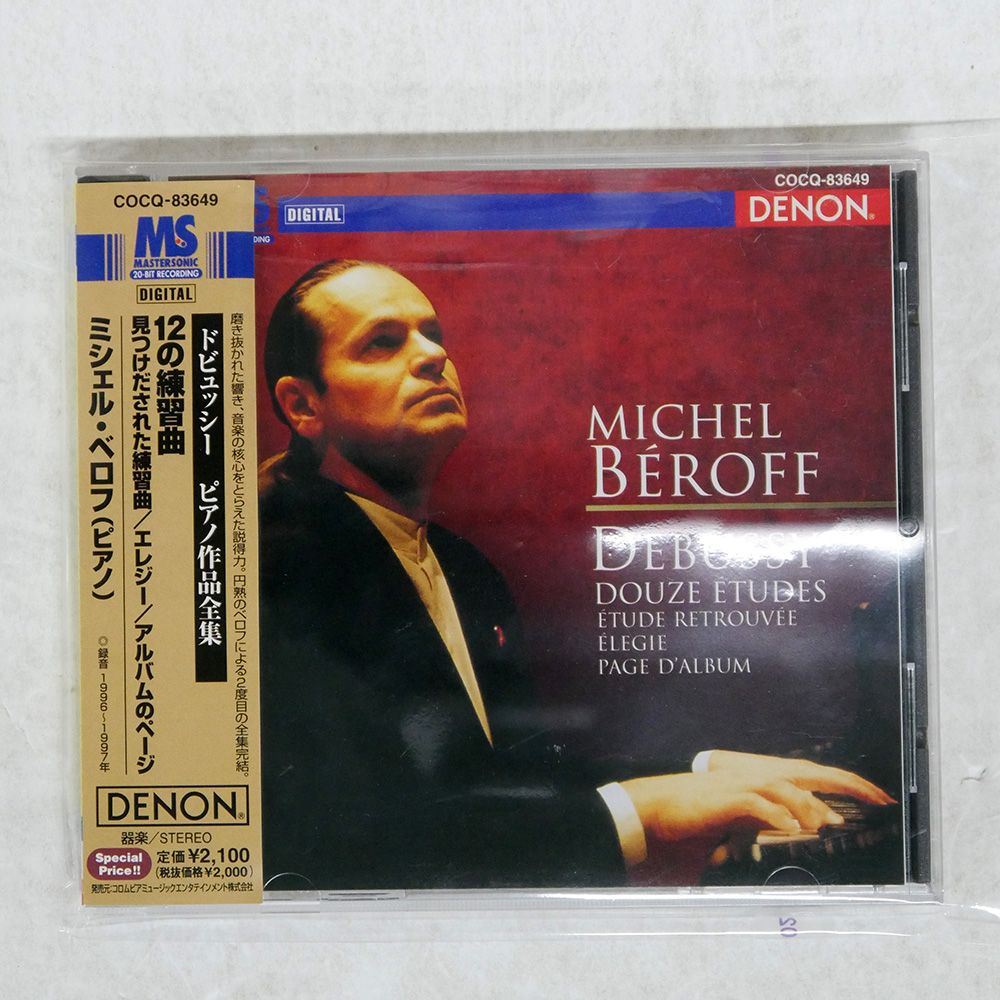 COCQ-83649
MS
MASTERSONIC
20-BIT RECORDING
DIGITAL
磨き抜かれた響き、音楽の核心をとらえた説得力。円熟のベロフによる2度目の全集完結。
ドビュッシー ピアノ作品全集
12の練習曲
見つけだされた練習曲/エレジー/アルバムのページ
ミシェル・ベロフ(ピアノ)
◎録音 1996~1997年
DENON®
器楽/STEREO
Special Price!!
定価¥2,100
(税抜価格¥2,000)
発売元:コロムビアミュージックエンタテインメント株式会社
COCQ-83649
S
DIGITAL
DENON®
DING
MICHEL
BÉROFF
DEBUSSY
DOUZE ÉTUDES
ÉTUDE RETROUVÉE
ÉLEGIE
PAGE D'ALBUM
02